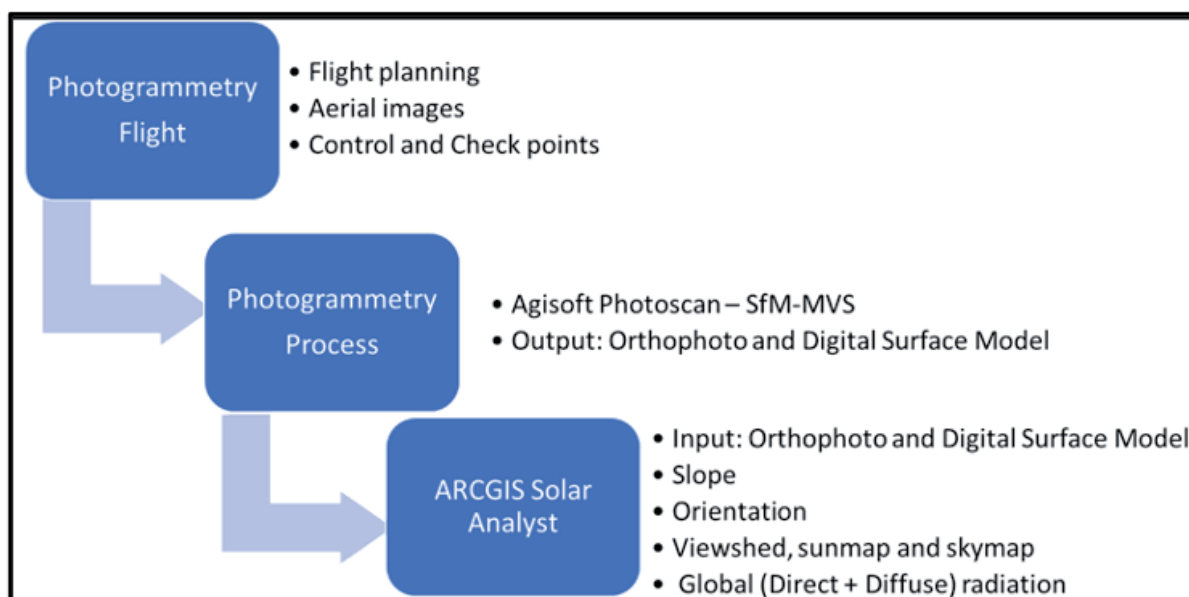 Photogrammetry
Flight
• Flight planning
• Aerial images
• Control and Check points
Photogrammetry
Process
• Agisoft Photoscan – SfM-MVS
• Output: Orthophoto and Digital Surface Model
ARCGIS Solar
Analyst
• Input: Orthophoto and Digital Surface Model
• Slope
• Orientation
• Viewshed, sunmap and skymap
• Global (Direct + Diffuse) radiation